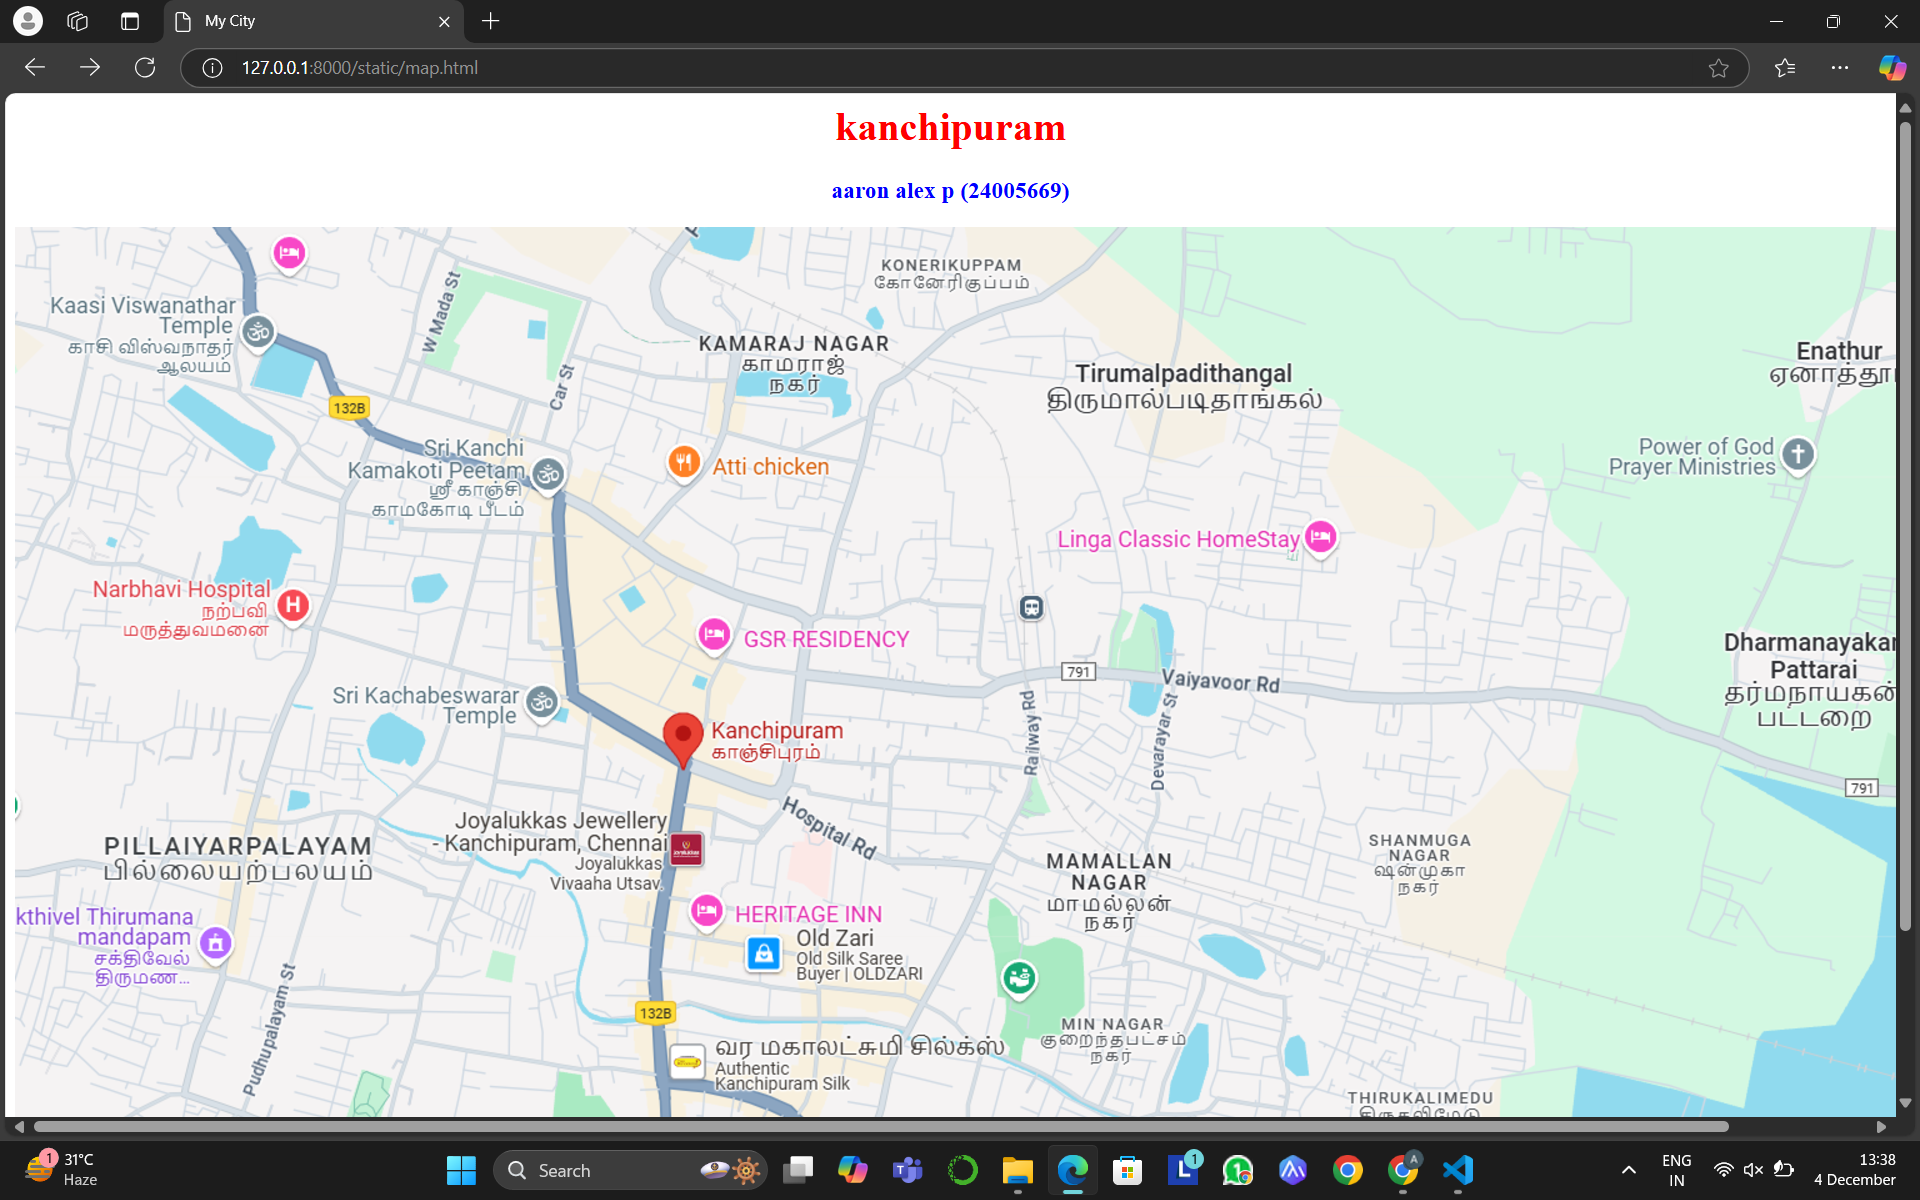 My City
127.0.0.1:8000/static/map.html
kanchipuram
aaron alex p (24005669)
KONERIKUPPAM
கோனேரிகுப்பம்
Kaasi Viswanathar
Temple
காசி விஸ்வநாதர்
ஆலயம்
W Mada St
Car St
KAMARAJ NAGAR
காமராஜ்
நகர்
Tirumalpadithangal
திருமால்படிதாங்கல்
Enathur
132B
Sri Kanchi
Kamakoti Peetam
ஸ்ரீ காஞ்சி
காமகோடி பீடம்
Atti chicken
Power of God
Prayer Ministries
Linga Classic HomeStay
Narbhavi Hospital
நற்பவி
மருத்துவமனை
H
GSR RESIDENCY
791
Vaiyavoor Rd
Dharmanayakan
Pattarai
தர்மநாயகன்
பட்டறை
Sri Kachabeswarar
Temple
Kanchipuram
காஞ்சிபுரம்
Railway Rd
Devarayar St
791
Hospital Rd
Joyalukkas Jewellery
- Kanchipuram, Chennai
Joyalukkas
Vivaaha Utsav
PILLAIYARPALAYAM
பில்லையற்பலயம்
MAMALLAN
NAGAR
மாமல்லன்
நகர்
SHANMUGA
NAGAR
ஷன்முகா
நகர்
kthivel Thirumana
mandapam
சக்திவேல்
திருமண...
HERITAGE INN
Old Zari
Old Silk Saree
Buyer | OLDZARI
Pudhupalayam St
132B
MIN NAGAR
குறைந்தபட்சம்
நகர்
வர மகாலட்சுமி சில்க்ஸ்
Authentic
Kanchipuram Silk
THIRUKALIMEDU
1
31°C
Haze
Search
L
1
1
A
ENG
IN
13:38
4 December